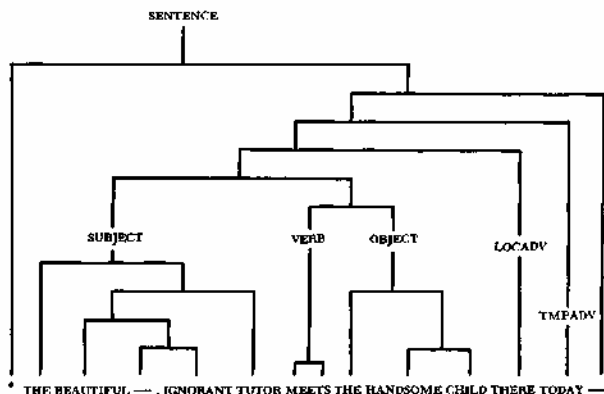 SENTENCE
SUBJECT VERB OBJECT LOCADV
TMPADV
* THE BEAUTIFUL — , IGNORANT TUTOR MEETS THE HANDSOME CHILD THERE TODAY —